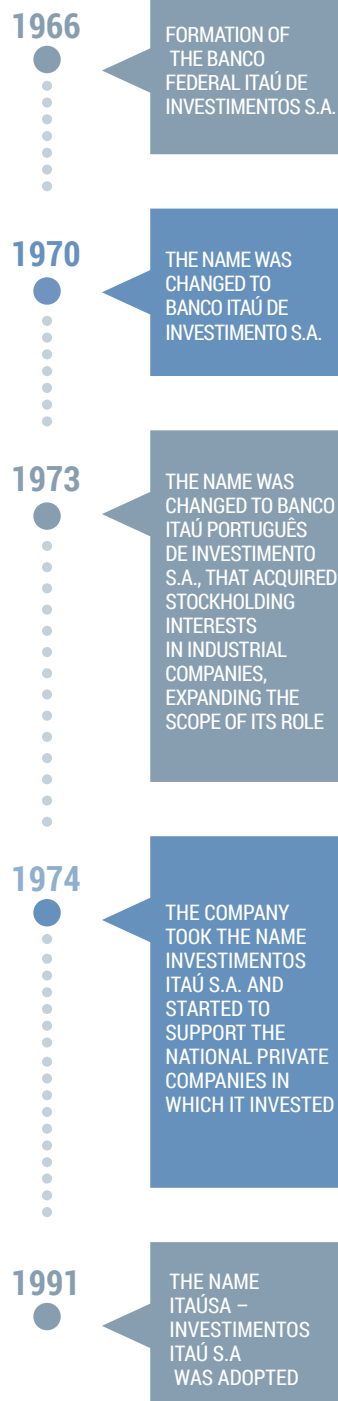 1966
FORMATION OF
THE BANCO
FEDERAL ITAÚ DE
INVESTIMENTOS S.A.
1970
THE NAME WAS
CHANGED TO
BANCO ITAÚ DE
INVESTIMENTO S.A.
1973
THE NAME WAS
CHANGED TO BANCO
ITAÚ PORTUGUÊS
DE INVESTIMENTO
S.A., THAT ACQUIRED
STOCKHOLDING
INTERESTS
IN INDUSTRIAL
COMPANIES,
EXPANDING THE
SCOPE OF ITS ROLE
1974
THE COMPANY
TOOK THE NAME
INVESTIMENTOS
ITAÚ S.A. AND
STARTED TO
SUPPORT THE
NATIONAL PRIVATE
COMPANIES IN
WHICH IT INVESTED
1991
THE NAME
ITAÚSA –
INVESTIMENTOS
ITAÚ S.A
WAS ADOPTED